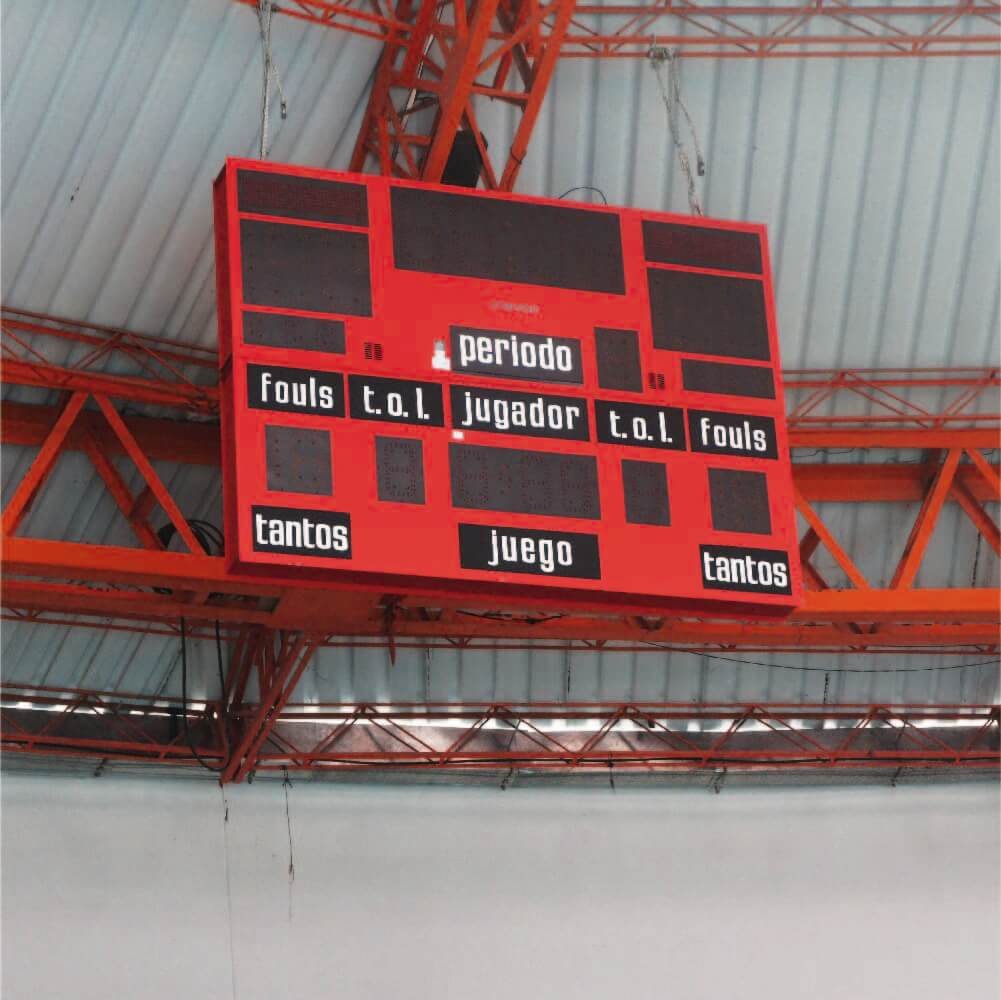 periodo
fouls t.o.l. jugador t.o.l. fouls
tantos juego tantos